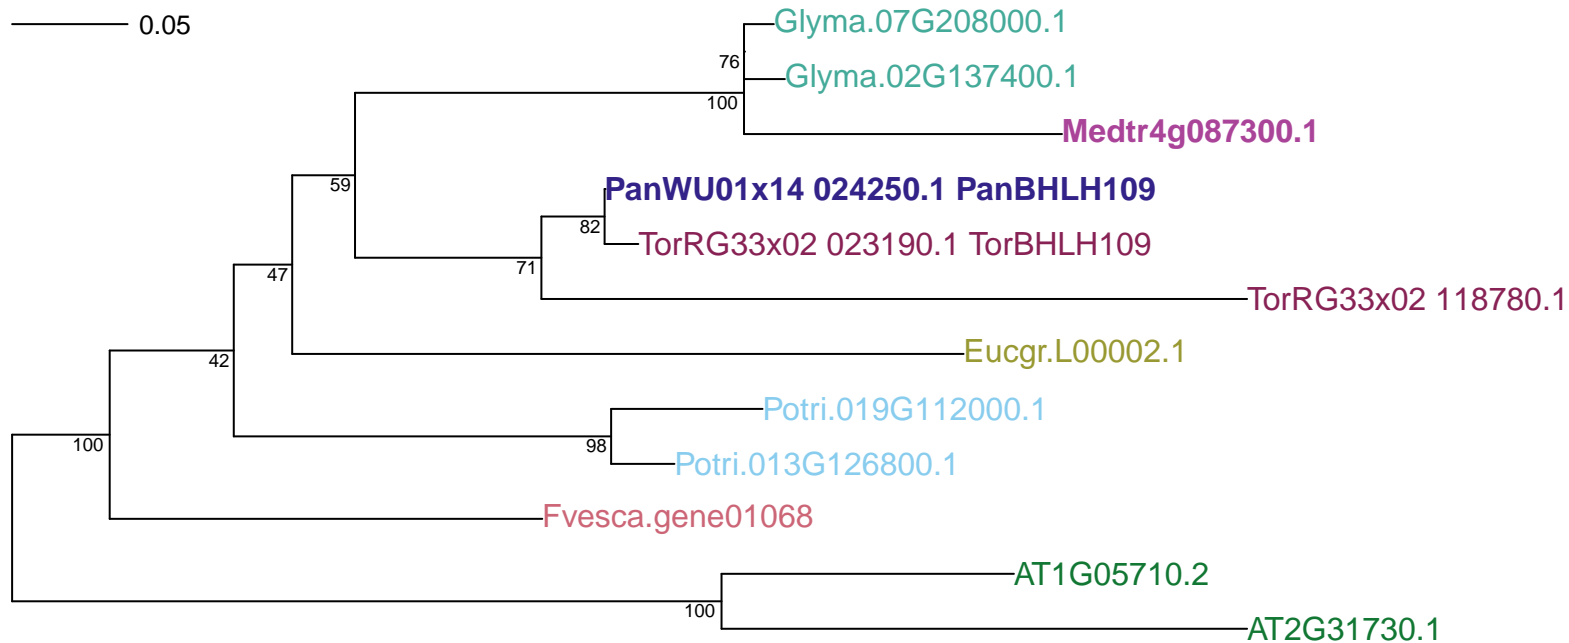 0.05
Glyma.07G208000.1
76
Glyma.02G137400.1
100
Medtr4g087300.1
59
PanWU01x14 024250.1 PanBHLH109
82
TorRG33x02 023190.1 TorBHLH109
71
47
TorRG33x02 118780.1
Eucgr.L00002.1
42
Potri.019G112000.1
100
98
Potri.013G126800.1
Fvesca.gene01068
AT1G05710.2
100
AT2G31730.1